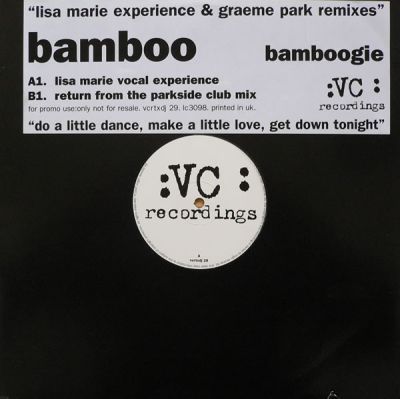 "lisa marie experience & graeme park remixes"
bamboo
bamboogie
A1. lisa marie vocal experience
B1. return from the parkside club mix
for promo use:only not for resale. vcrtxdj 29. lc3098. printed in uk.
:VC :
recordings
"do a little dance, make a little love, get down tonight"
:VC :
recordings
A
vcrtxdj 29